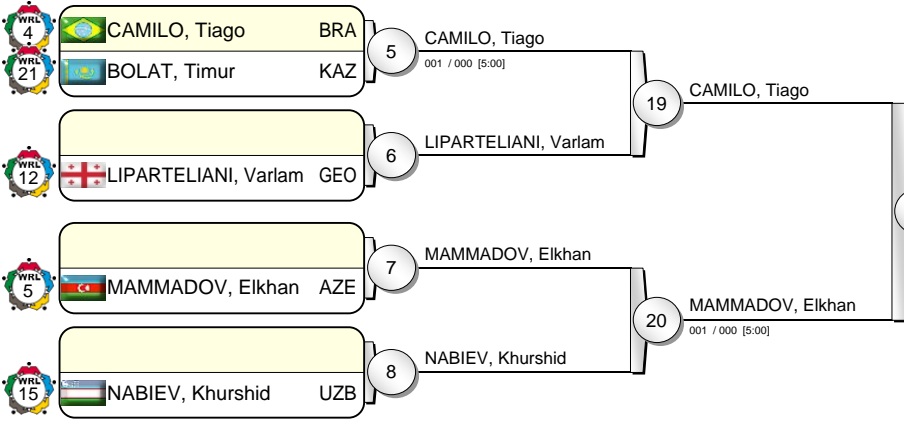 WRL
4
CAMILO, Tiago BRA
WRL
21
BOLAT, Timur KAZ
5
CAMILO, Tiago
001 / 000 [5:00]
19
CAMILO, Tiago
WRL
12
LIPARTELIANI, Varlam GEO
6
LIPARTELIANI, Varlam
WRL
5
MAMMADOV, Elkhan AZE
7
MAMMADOV, Elkhan
20
MAMMADOV, Elkhan
001 / 000 [5:00]
WRL
15
NABIEV, Khurshid UZB
8
NABIEV, Khurshid